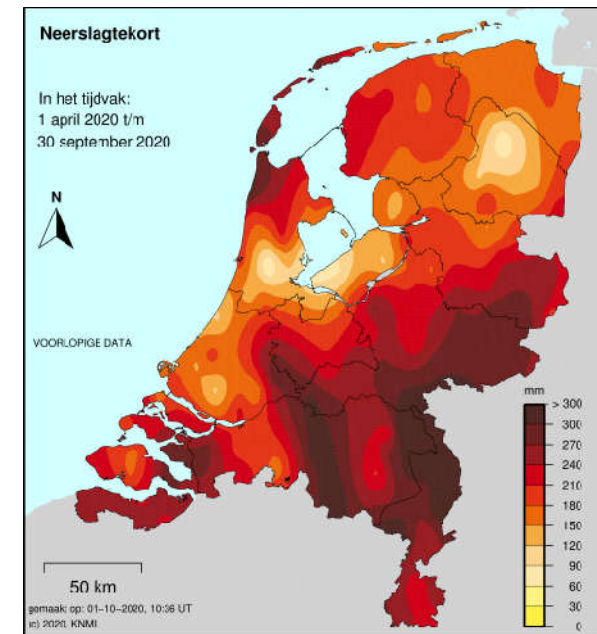 Neerslagtekort
In het tijdvak:
1 april 2020 t/m
30 september 2020
N
VOORLOPIGE DATA
mm
> 300
300
270
240
210
180
150
120
90
60
30
0
50 km
gemaak: op: 01-10-2020, 10:36 UT
(c) 2020, KNMI